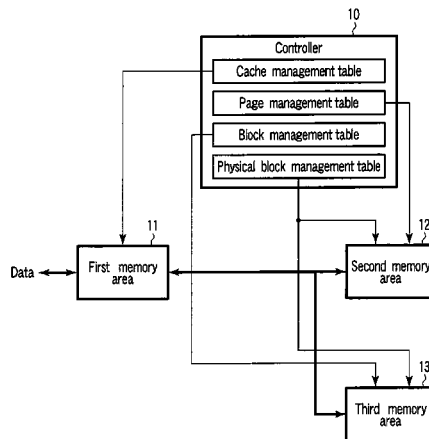 10
Controller
Cache management table
Page management table
Block management table
Physical block management table
11
12
Data
First memory
area
Second memory
area
13
Third memory
area